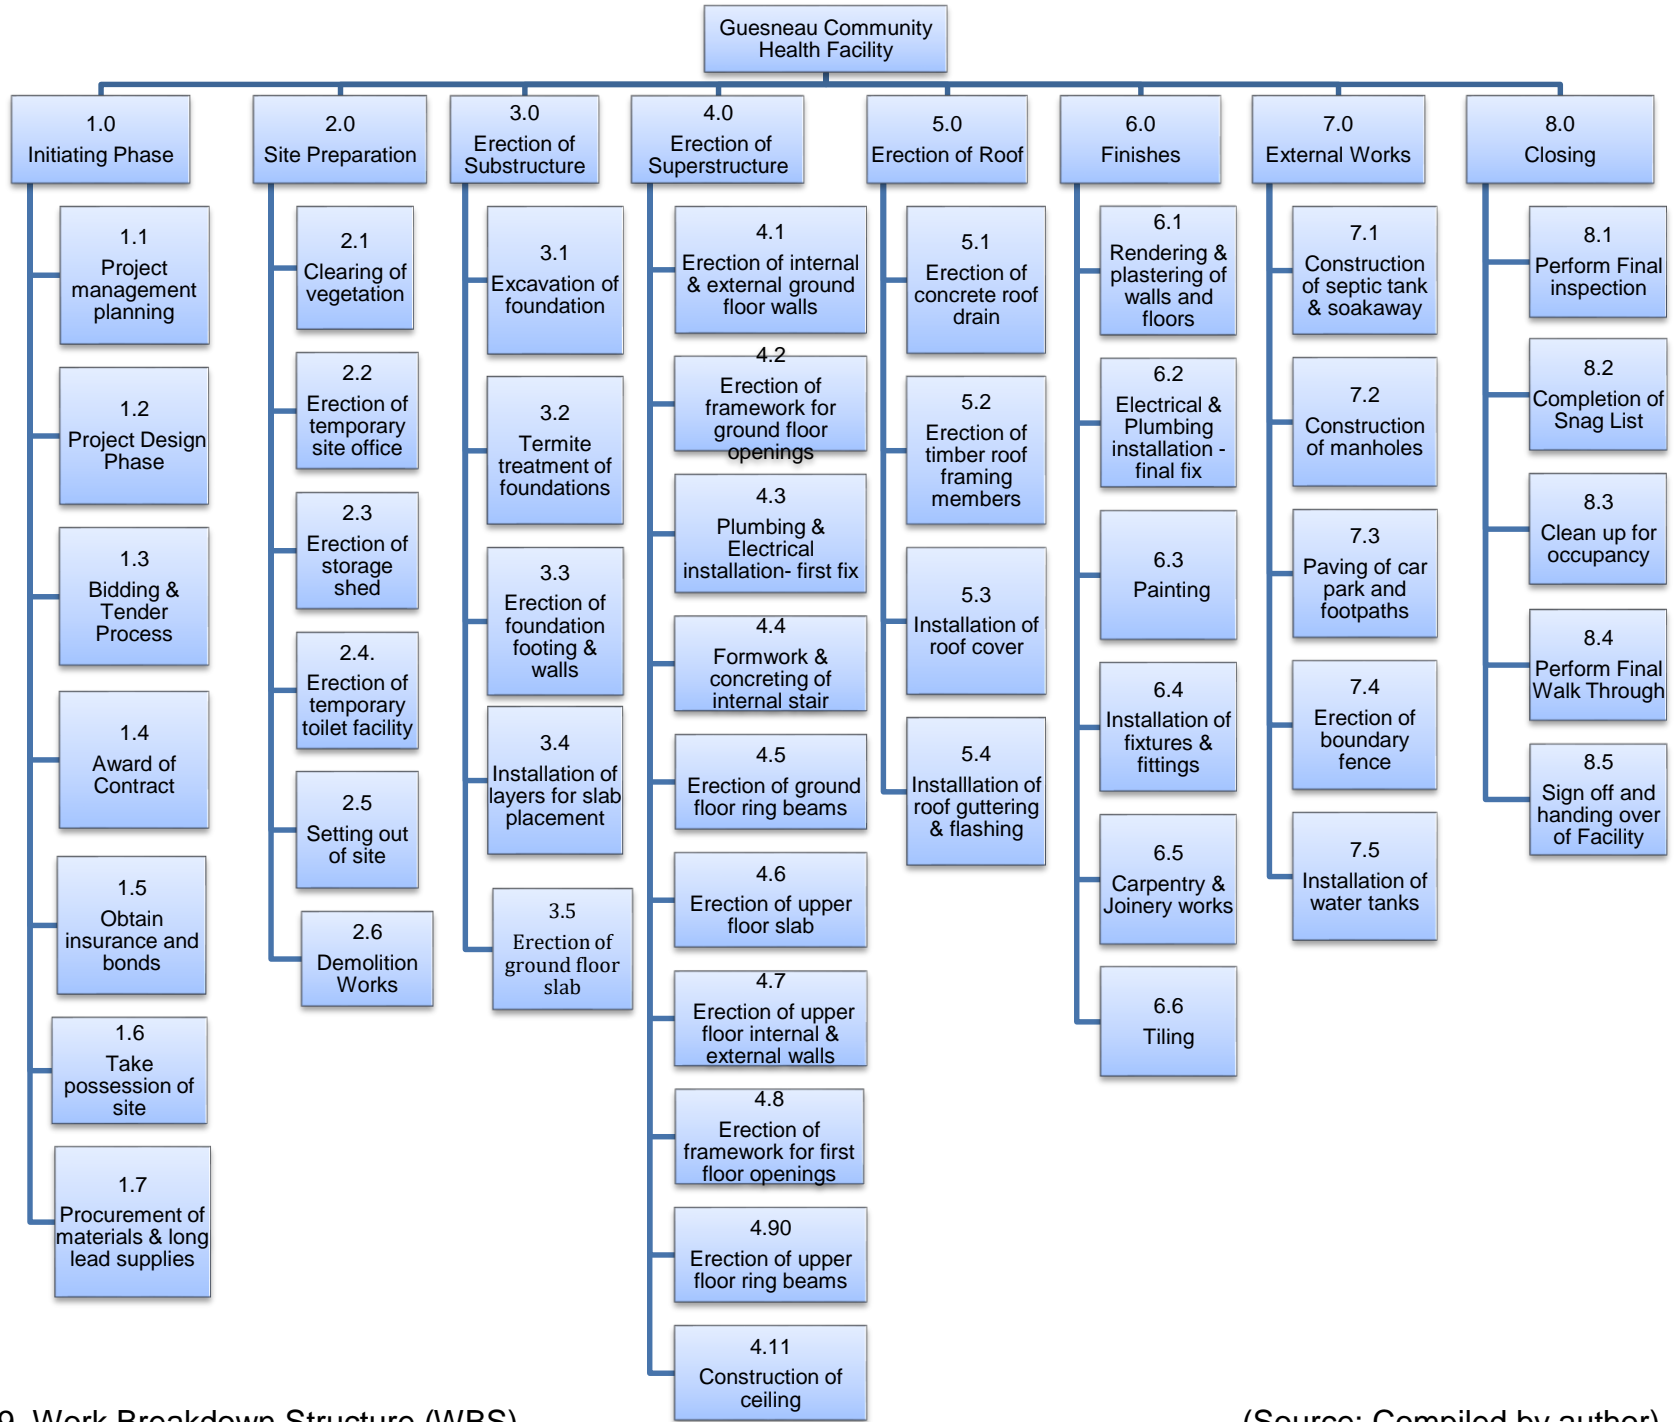 Guesneau Community
Health Facility
1.0
Initiating Phase
1.1
Project
management
planning
1.2
Project Design
Phase
1.3
Bidding &
Tender
Process
1.4
Award of
Contract
1.5
Obtain
insurance and
bonds
1.6
Take
possession of
site
1.7
Procurement of
materials & long
lead supplies
2.0
Site Preparation
2.1
Clearing of
vegetation
2.2
Erection of
temporary
site office
2.3
Erection of
storage
shed
2.4.
Erection of
temporary
toilet facility
2.5
Setting out
of site
2.6
Demolition
Works
3.0
Erection of
Substructure
3.1
Excavation of
foundation
3.2
Termite
treatment of
foundations
3.3
Erection of
foundation
footing &
walls
3.4
Installation of
layers for slab
placement
3.5
Erection of
ground floor
slab
4.0
Erection of
Superstructure
4.1
Erection of internal
& external ground
floor walls
4.2
Erection of
framework for
ground floor
openings
4.3
Plumbing &
Electrical
installation- first fix
4.4
Formwork &
concreting of
internal stair
4.5
Erection of ground
floor ring beams
4.6
Erection of upper
floor slab
4.7
Erection of upper
floor internal &
external walls
4.8
Erection of
framework for first
floor openings
4.90
Erection of upper
floor ring beams
4.11
Construction of
ceiling
5.0
Erection of Roof
5.1
Erection of
concrete roof
drain
5.2
Erection of
timber roof
framing
members
5.3
Installation of
roof cover
5.4
Installlation of
roof guttering
& flashing
6.0
Finishes
6.1
Rendering &
plastering of
walls and
floors
6.2
Electrical &
Plumbing
installation -
final fix
6.3
Painting
6.4
Installation of
fixtures &
fittings
6.5
Carpentry &
Joinery works
6.6
Tiling
7.0
External Works
7.1
Construction
of septic tank
& soakaway
7.2
Construction
of manholes
7.3
Paving of car
park and
footpaths
7.4
Erection of
boundary
fence
7.5
Installation of
water tanks
8.0
Closing
8.1
Perform Final
inspection
8.2
Completion of
Snag List
8.3
Clean up for
occupancy
8.4
Perform Final
Walk Through
8.5
Sign off and
handing over
of Facility
9 Work Breakdown Structure (WBS)
(Source: Compiled by author)